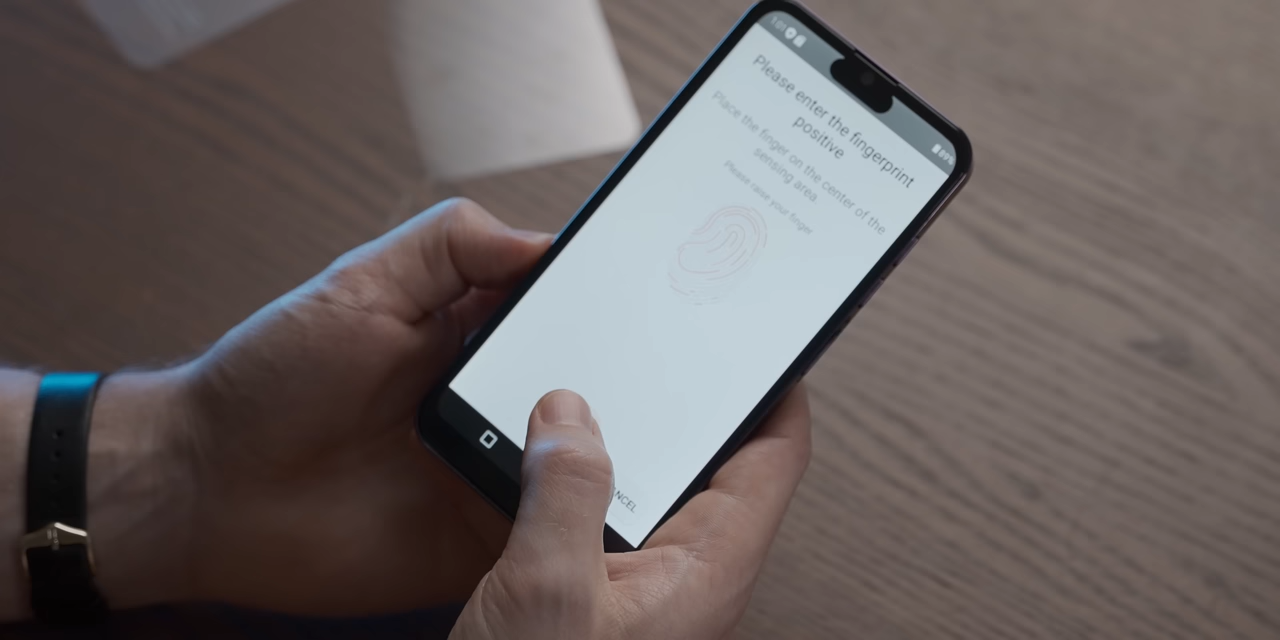 Please enter the fingerprint
positive
Place the finger on the center of the
sensing area.
Please raise your finger
NCEL